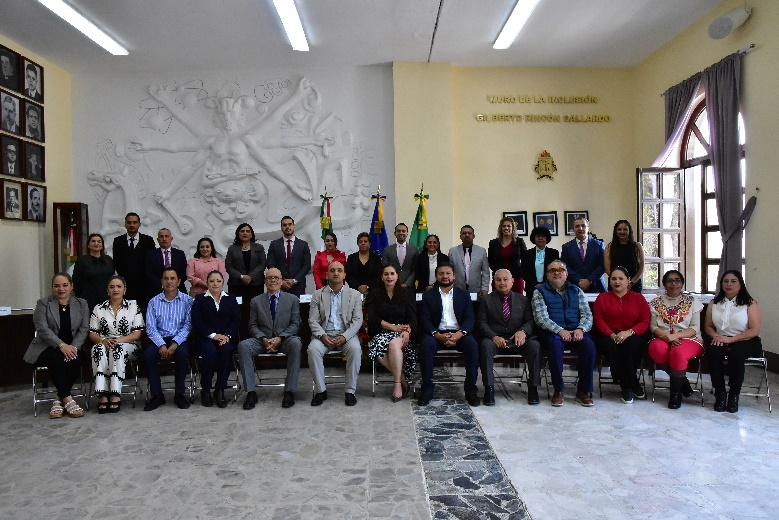 MURO DE LA INCLUSIÓN
GILBERTO RINCÓN GALLARDO